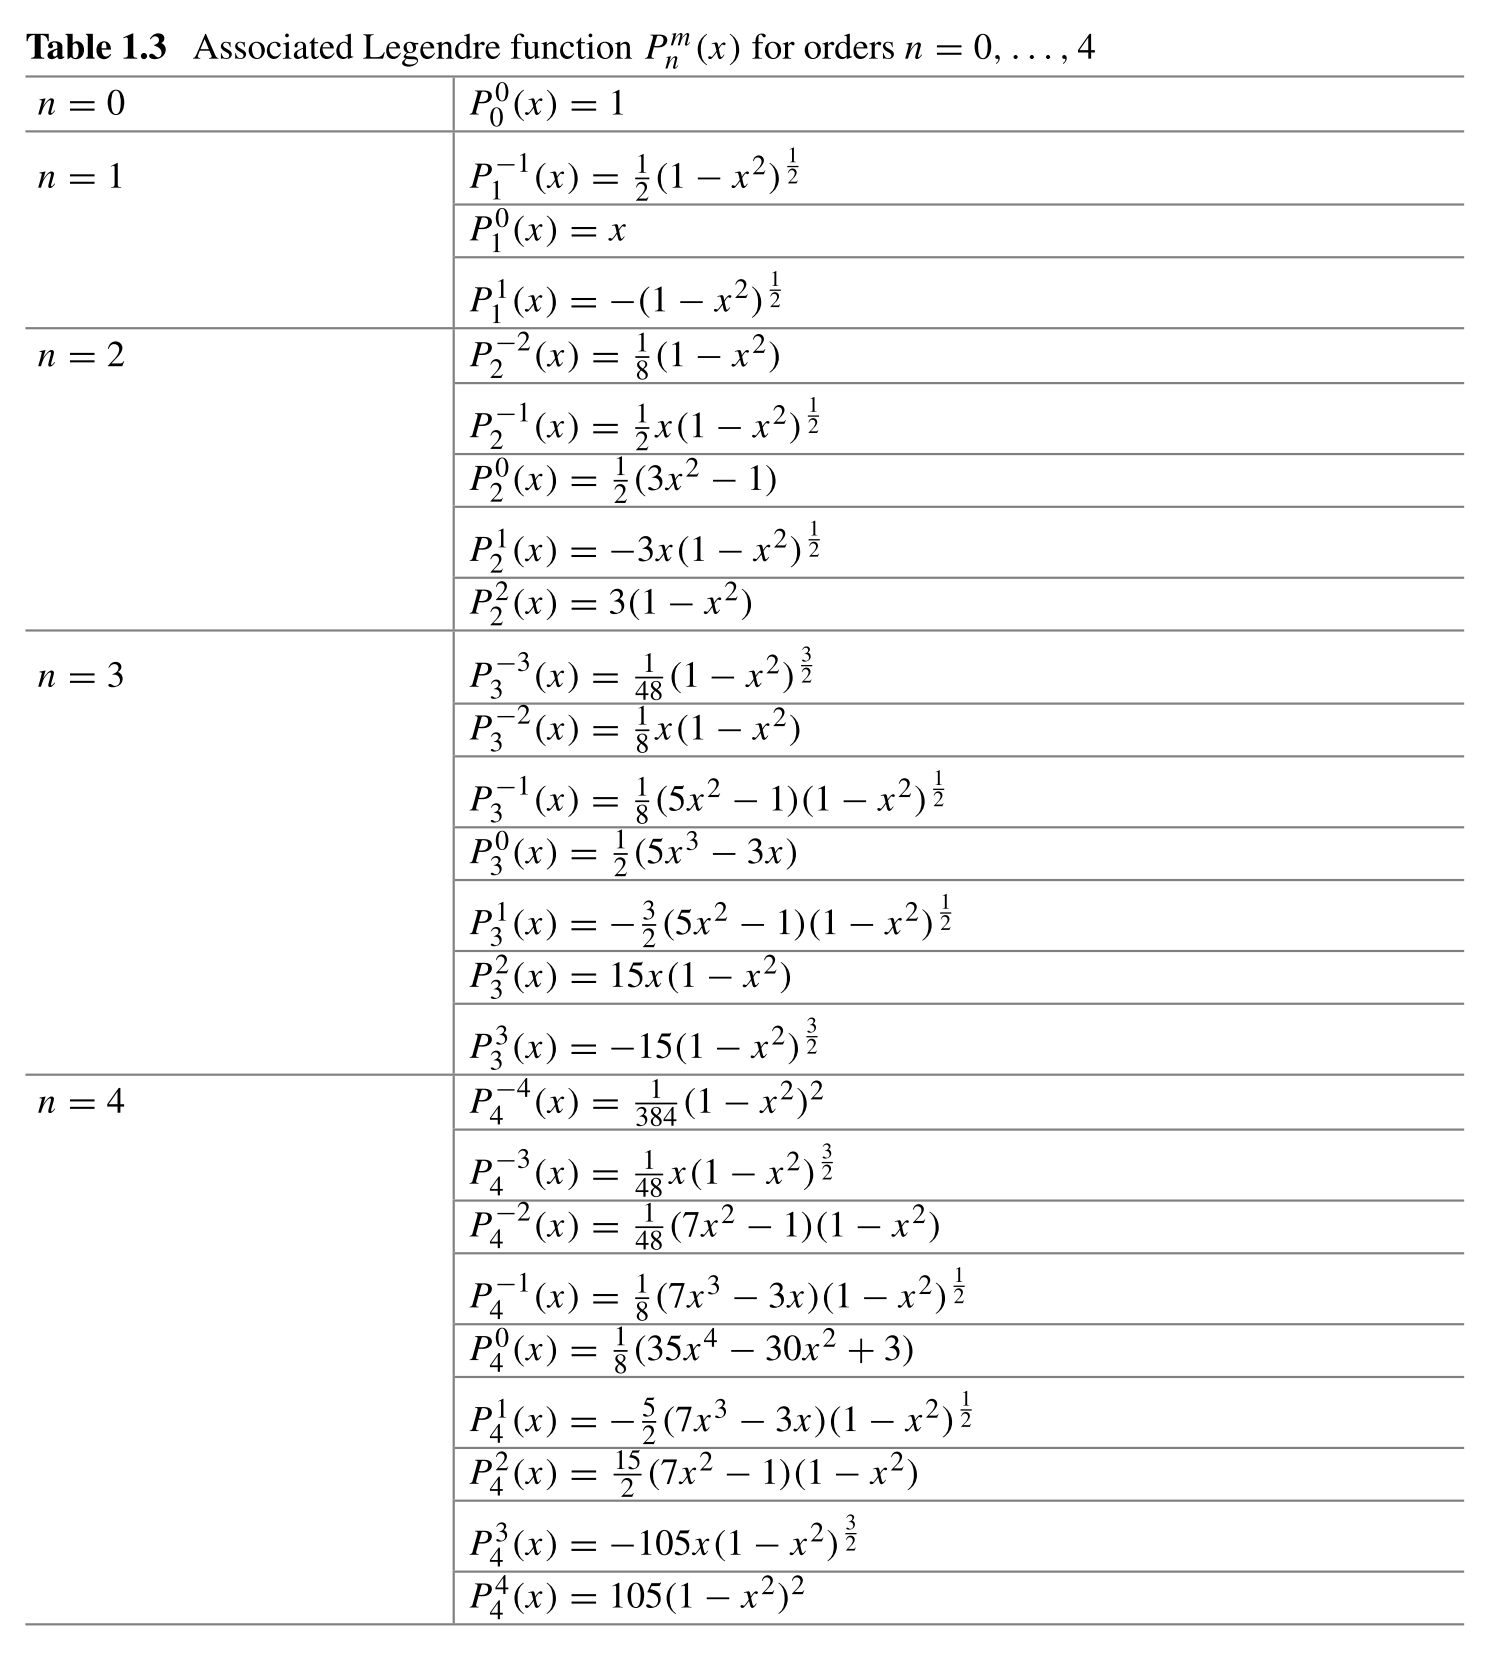 Table 1.3 Associated Legendre function $P_n^m(x)$ for orders $n = 0, \ldots, 4$
$n = 0$ $P_0^0(x) = 1$
$n = 1$ $P_1^{-1}(x) = \frac{1}{2}(1 - x^2)^{\frac{1}{2}}$
$P_1^0(x) = x$
$P_1^1(x) = -(1 - x^2)^{\frac{1}{2}}$
$n = 2$ $P_2^{-2}(x) = \frac{1}{8}(1 - x^2)$
$P_2^{-1}(x) = \frac{1}{2}x(1 - x^2)^{\frac{1}{2}}$
$P_2^0(x) = \frac{1}{2}(3x^2 - 1)$
$P_2^1(x) = -3x(1 - x^2)^{\frac{1}{2}}$
$P_2^2(x) = 3(1 - x^2)$
$n = 3$ $P_3^{-3}(x) = \frac{1}{48}(1 - x^2)^{\frac{3}{2}}$
$P_3^{-2}(x) = \frac{1}{8}x(1 - x^2)$
$P_3^{-1}(x) = \frac{1}{8}(5x^2 - 1)(1 - x^2)^{\frac{1}{2}}$
$P_3^0(x) = \frac{1}{2}(5x^3 - 3x)$
$P_3^1(x) = -\frac{3}{2}(5x^2 - 1)(1 - x^2)^{\frac{1}{2}}$
$P_3^2(x) = 15x(1 - x^2)$
$P_3^3(x) = -15(1 - x^2)^{\frac{3}{2}}$
$n = 4$ $P_4^{-4}(x) = \frac{1}{384}(1 - x^2)^2$
$P_4^{-3}(x) = \frac{1}{48}x(1 - x^2)^{\frac{3}{2}}$
$P_4^{-2}(x) = \frac{1}{48}(7x^2 - 1)(1 - x^2)$
$P_4^{-1}(x) = \frac{1}{8}(7x^3 - 3x)(1 - x^2)^{\frac{1}{2}}$
$P_4^0(x) = \frac{1}{8}(35x^4 - 30x^2 + 3)$
$P_4^1(x) = -\frac{5}{2}(7x^3 - 3x)(1 - x^2)^{\frac{1}{2}}$
$P_4^2(x) = \frac{15}{2}(7x^2 - 1)(1 - x^2)$
$P_4^3(x) = -105x(1 - x^2)^{\frac{3}{2}}$
$P_4^4(x) = 105(1 - x^2)^2$